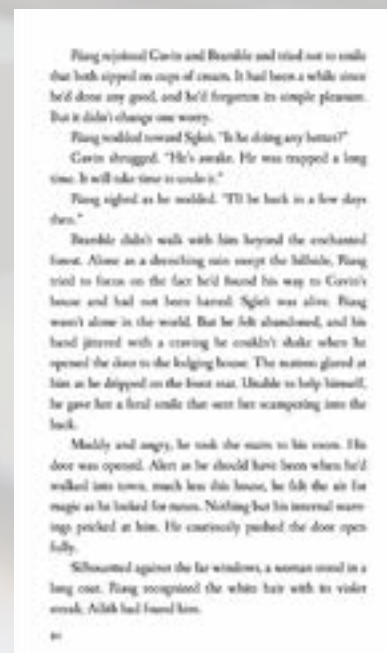 Riang rejoined Gavin and Bramble and tried not to smile
that both sipped on cups of cream. It had been a while since
he'd done any good, and he'd forgotten its simple pleasure.
But it didn't change one worry.
Riang nodded toward "Is he doing any better?"
Gavin shrugged. "He's awake. He was trapped a long
time. It will take time to undo it."
Riang sighed as he nodded. "I'll be back in a few days
then."
Bramble didn't walk with him beyond the enchanted
forest. Alone as a drenching rain swept the hillside, Riang
tried to focus on the fact he'd found his way to Gavin's
house and had not been barred. was alive. Riang
wasn't alone in the world. But he felt abandoned, and his
hand jittered with a craving he couldn't shake when he
opened the door to the lodging house. The matron glared at
him as he dripped on the front mat. Unable to help himself,
he gave her a feral smile that sent her scampering into the
back.
Muddy and angry, he took the stairs to his room. His
door was opened. Alert as he should have been when he'd
walked into town, much less this house, he felt the air for
magic as he looked for Nothing but his internal warn-
ings pricked at him. He cautiously pushed the door open
fully.
Silhouetted against the far windows, a woman stood in a
long coat. Riang recognized the white hair with its violet
streak. had found him.